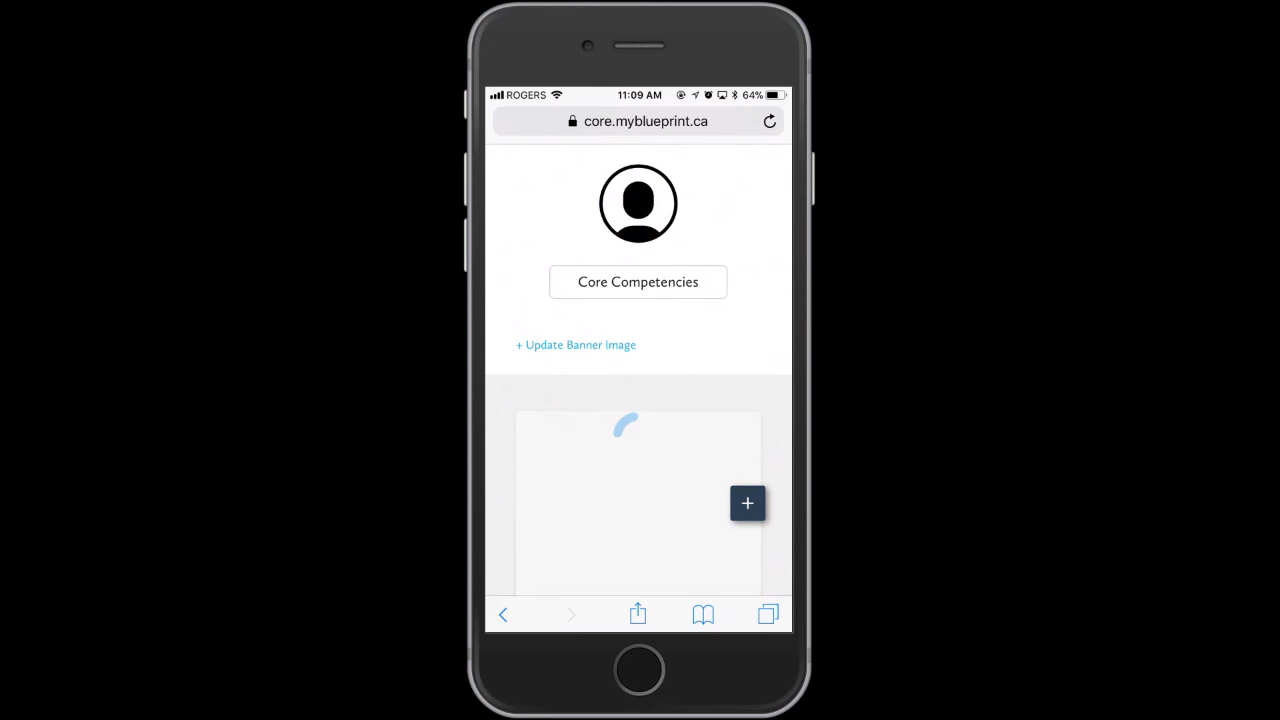 ROGERS 11:09 AM 64%
core.myblueprint.ca
Core Competencies
+ Update Banner Image
+